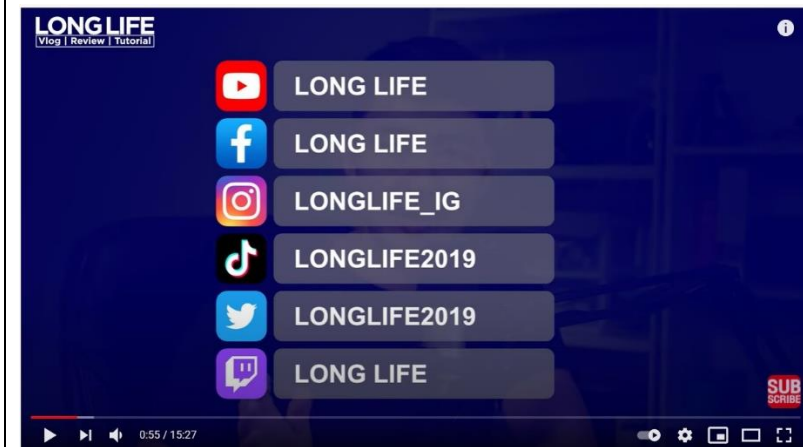 LONG LIFE
Vlog | Review | Tutorial
LONG LIFE
LONG LIFE
LONGLIFE_IG
LONGLIFE2019
LONGLIFE2019
LONG LIFE
SUB
SCRIBE
0:55 / 15:27